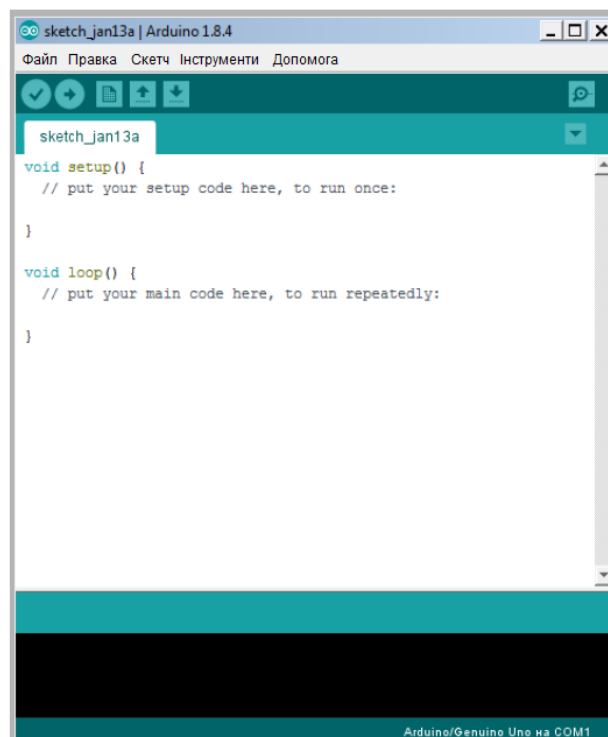 sketch_jan13a | Arduino 1.8.4
Файл Правка Скетч Інструменти Допомога
sketch_jan13a
void setup() {
  // put your setup code here, to run once:
}
void loop() {
  // put your main code here, to run repeatedly:
}
Arduino/Genuino Uno на COM1